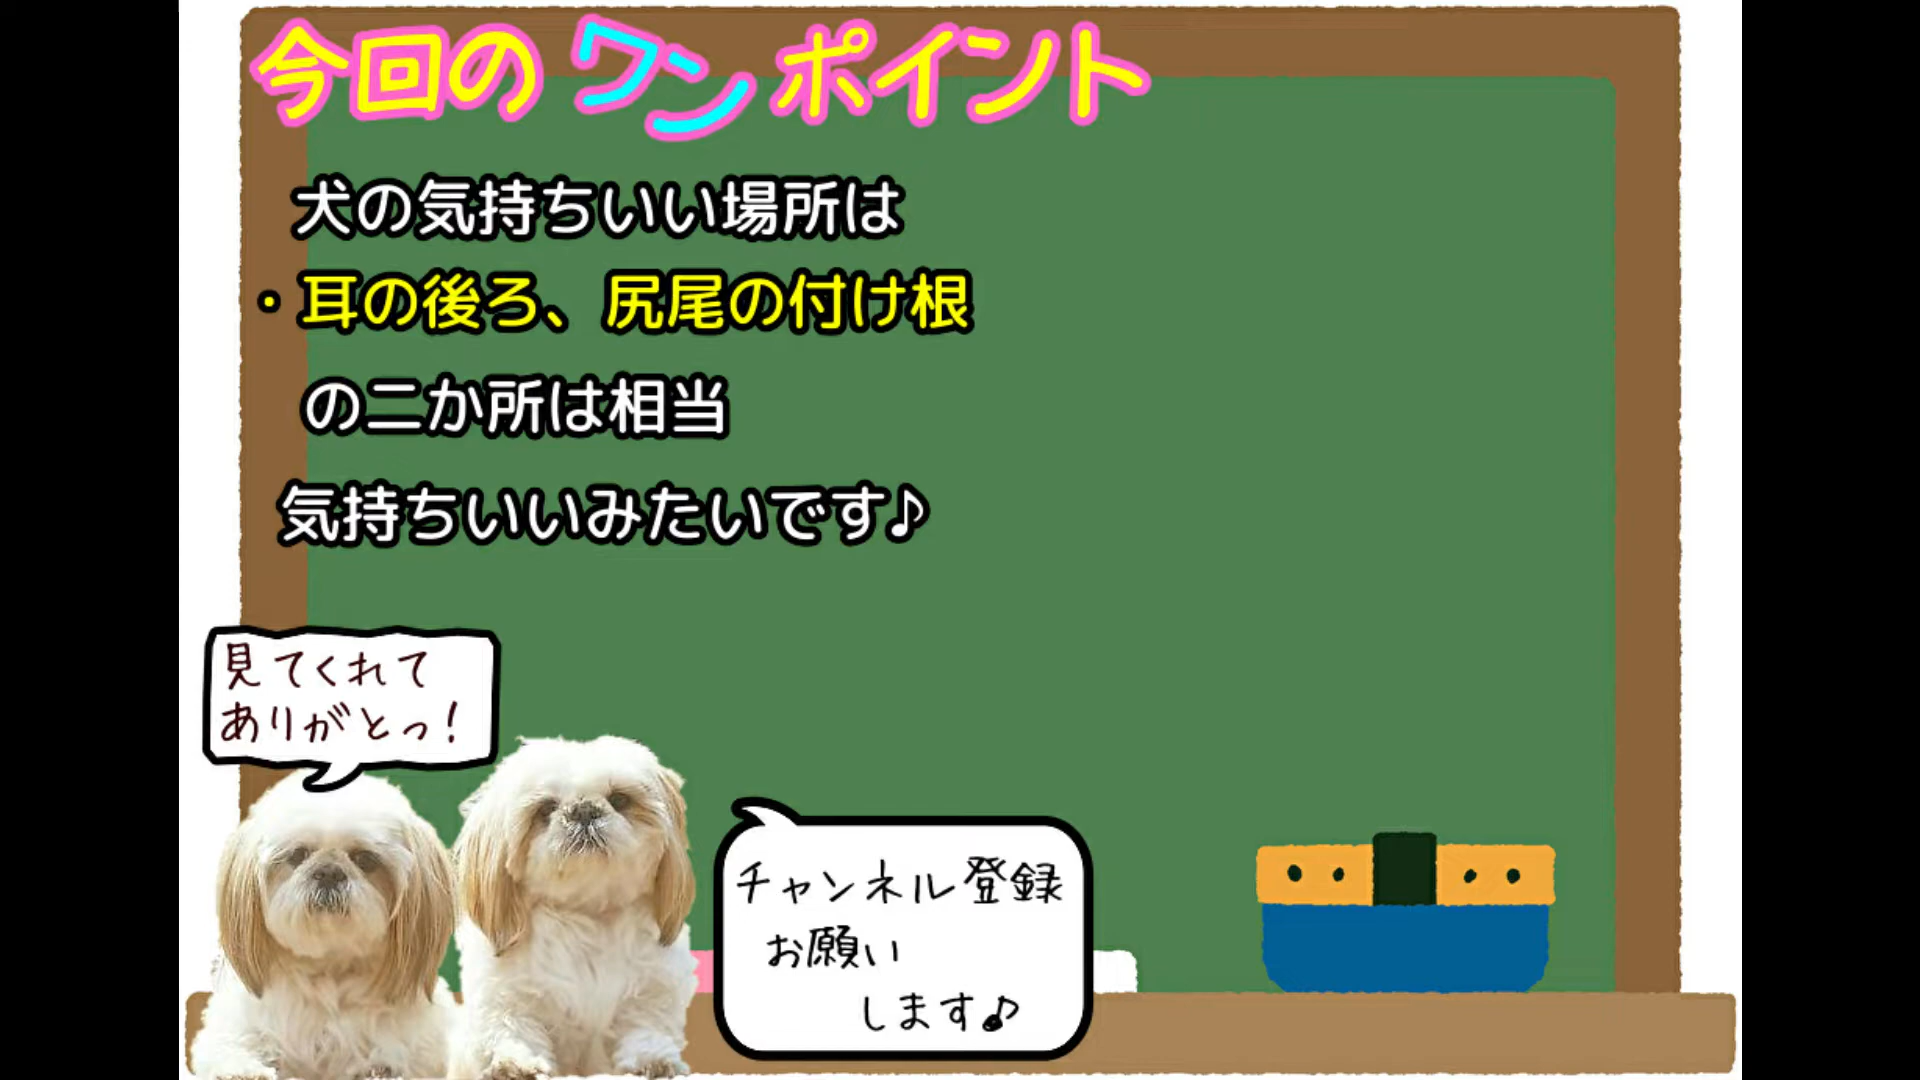 今回のワンポイント
犬の気持ちいい場所は
・耳の後ろ、尻尾の付け根
の二か所は相当
気持ちいいみたいです♪
見てくれて
ありがとっ!
チャンネル登録
お願い
します♪